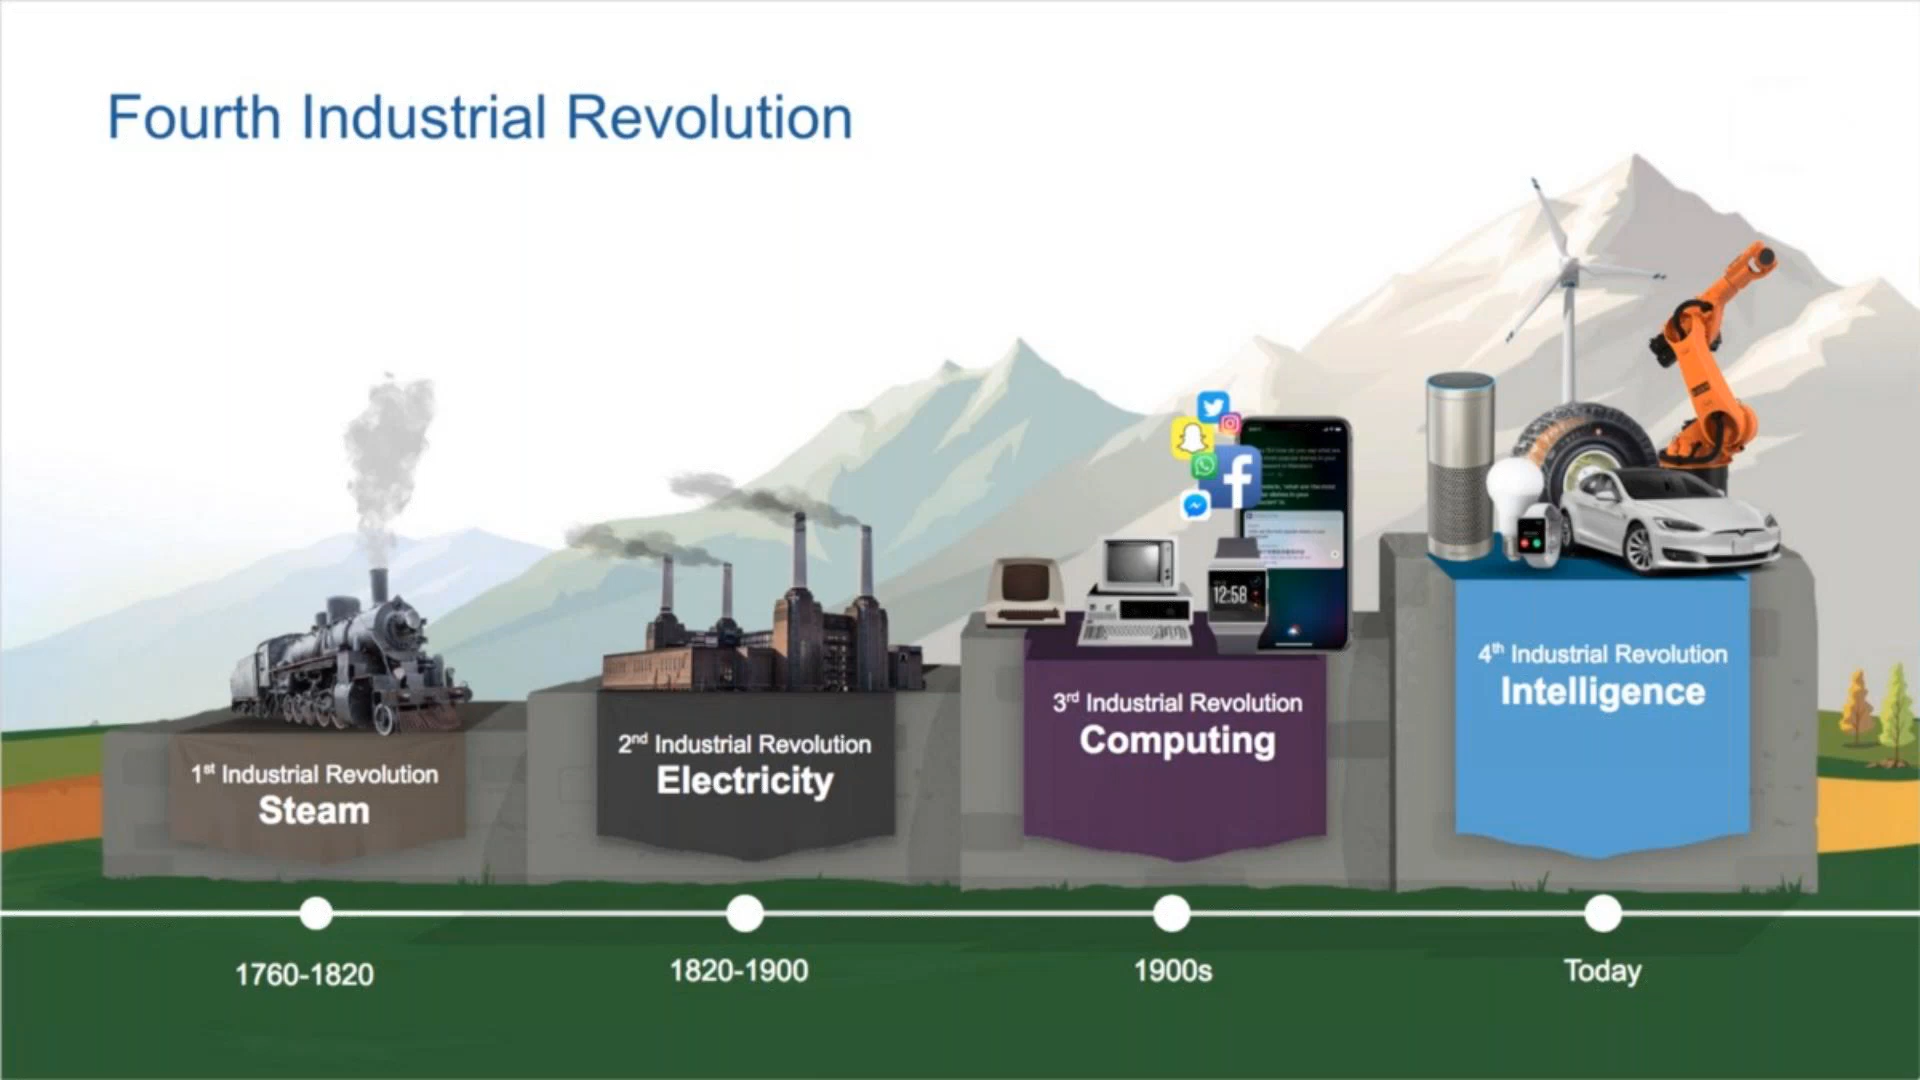 Fourth Industrial Revolution
1st Industrial Revolution
Steam
2nd Industrial Revolution
Electricity
12:58
3rd Industrial Revolution
Computing
4th Industrial Revolution
Intelligence
1760-1820
1820-1900
1900s
Today